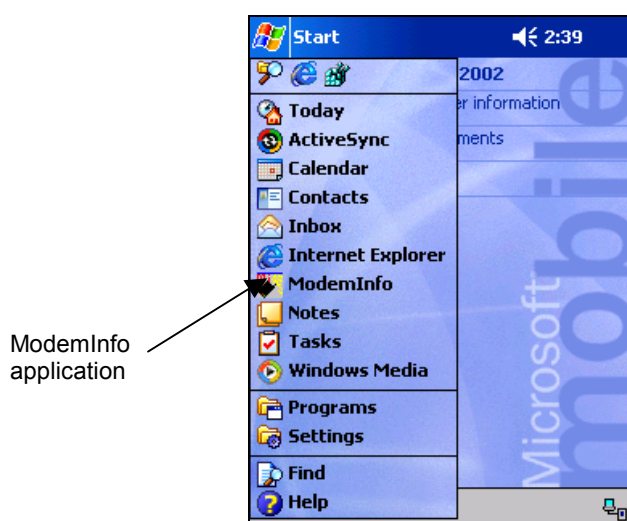 Start 2:39
2002
er information
ments
Today
ActiveSync
Calendar
Contacts
Inbox
Internet Explorer
ModemInfo
Notes
Tasks
Windows Media
Programs
Settings
Find
Help
Microsoft
mobile
ModemInfo
application